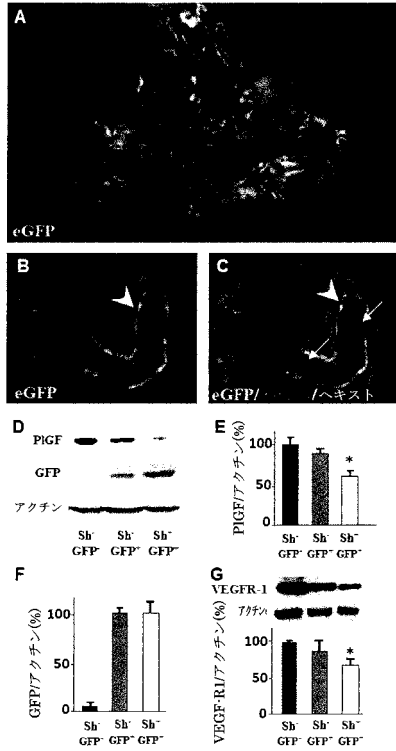 A
eGFP
B
eGFP
C
eGFP/ /ヘキスト
D
PlGF
GFP
アクチン
Sh⁻ Sh⁻ Sh⁺
GFP⁻ GFP⁺ GFP⁺
E
PlGF/アクチン(%)
100
50
0
*
Sh⁻ Sh⁻ Sh⁺
GFP⁻ GFP⁺ GFP⁺
F
GFP/アクチン(%)
100
50
0
Sh⁻ Sh⁻ Sh⁺
GFP⁻ GFP⁺ GFP⁺
G
VEGFR-1
アクチン
VEGF-R1/アクチン(%)
100
50
0
*
Sh⁻ Sh⁻ Sh⁺
GFP⁻ GFP⁺ GFP⁺